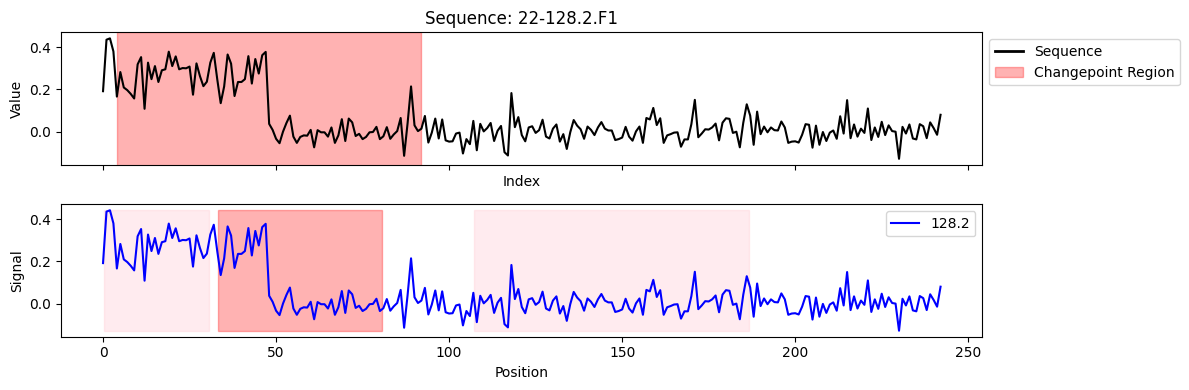 Sequence: 22-128.2.F1
0.4
0.2
0.0
Value
Index
Sequence
Changepoint Region
0.4
0.2
0.0
Signal
128.2
0
50
100
150
200
250
Position